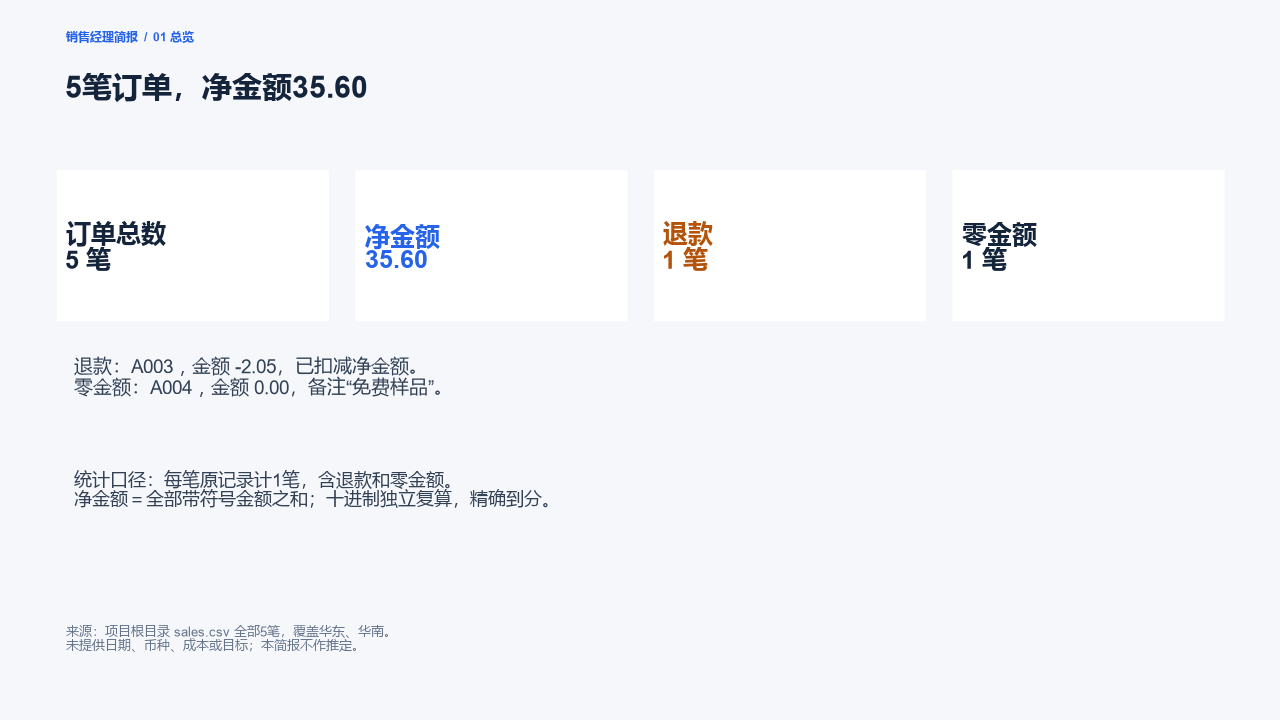 销售经理简报 / 01 总览
5笔订单，净金额35.60
订单总数
5 笔
净金额
35.60
退款
1 笔
零金额
1 笔
退款：A003，金额 -2.05，已扣减净金额。
零金额：A004，金额 0.00，备注“免费样品”。
统计口径：每笔原记录计1笔，含退款和零金额。
净金额＝全部带符号金额之和；十进制独立复算，精确到分。
来源：项目根目录 sales.csv 全部5笔，覆盖华东、华南。
未提供日期、币种、成本或目标；本简报不作推定。